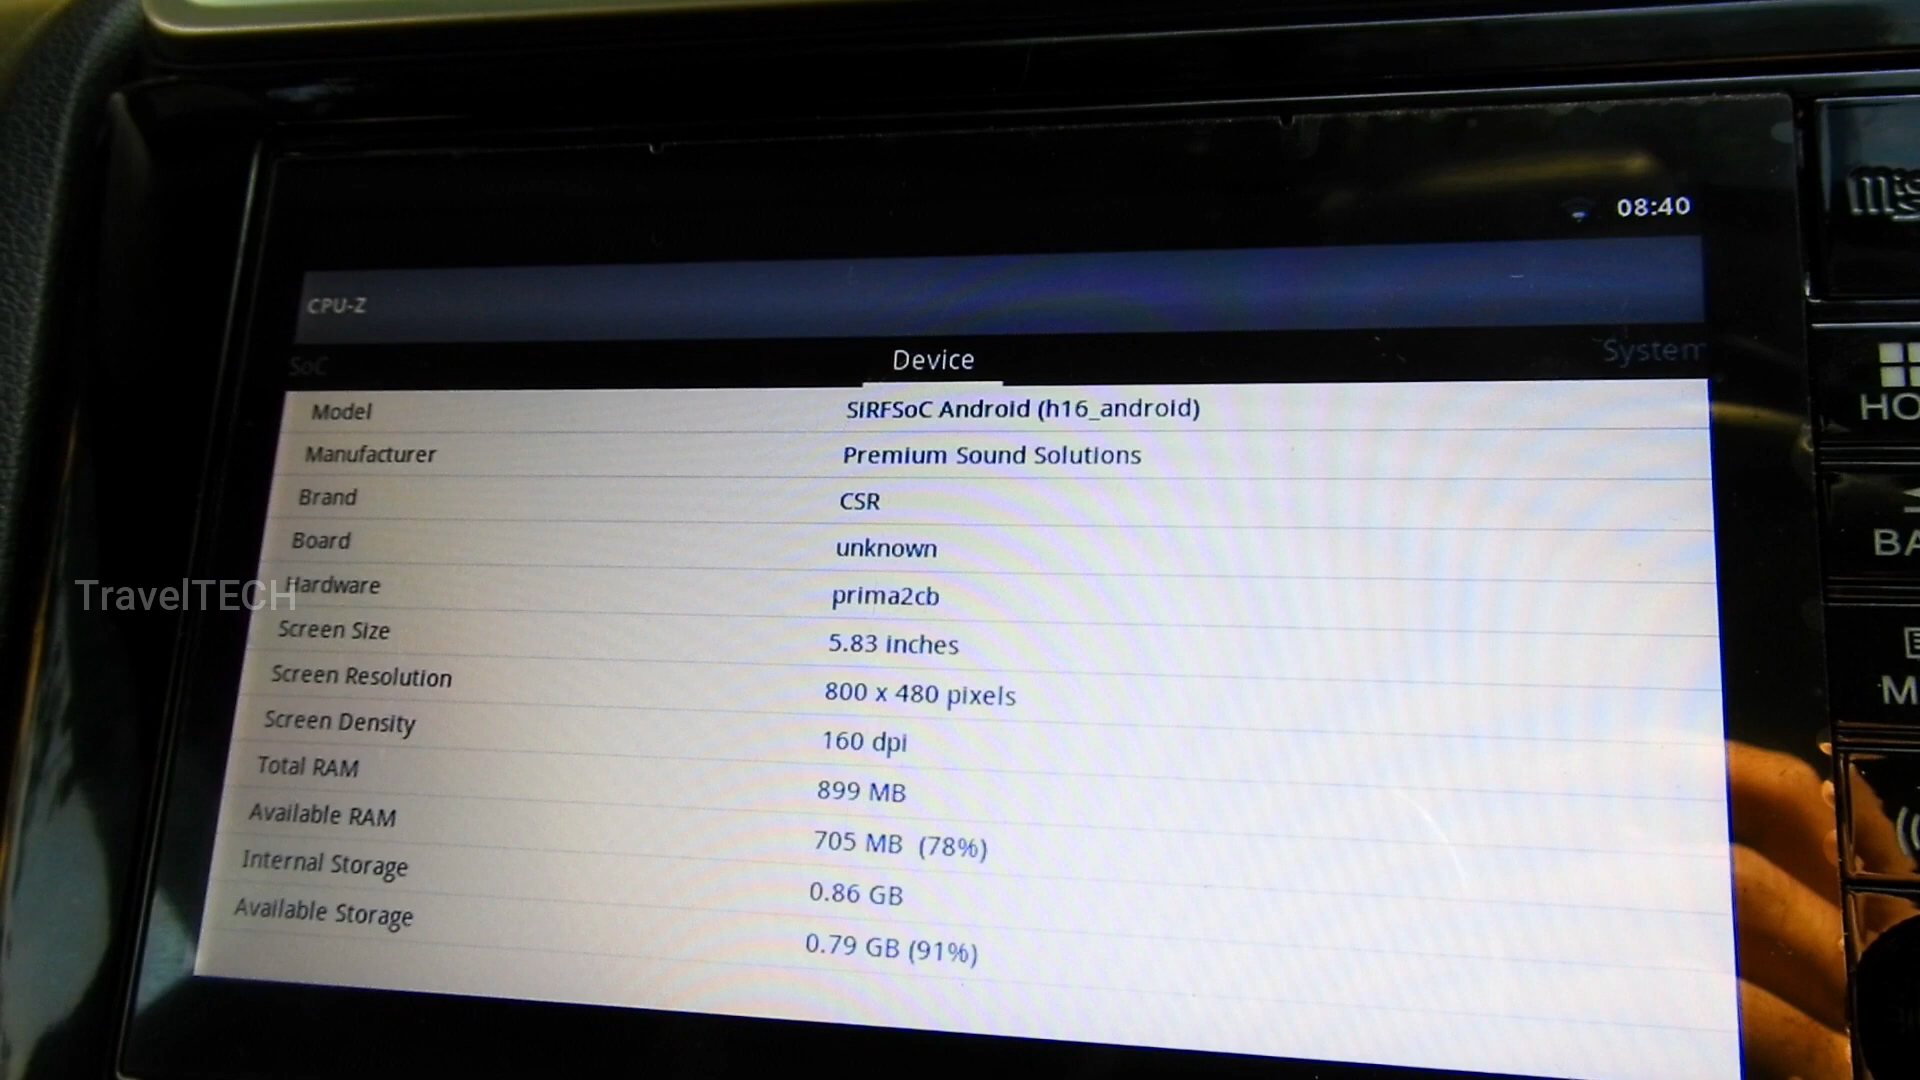 08:40
CPU-Z
SoC Device System
Model SIRFSoC Android (h16_android)
Manufacturer Premium Sound Solutions
Brand CSR
Board unknown
Hardware prima2cb
Screen Size 5.83 inches
Screen Resolution 800 x 480 pixels
Screen Density 160 dpi
Total RAM 899 MB
Available RAM 705 MB (78%)
Internal Storage 0.86 GB
Available Storage 0.79 GB (91%)
TravelTECH
HO
BA
M